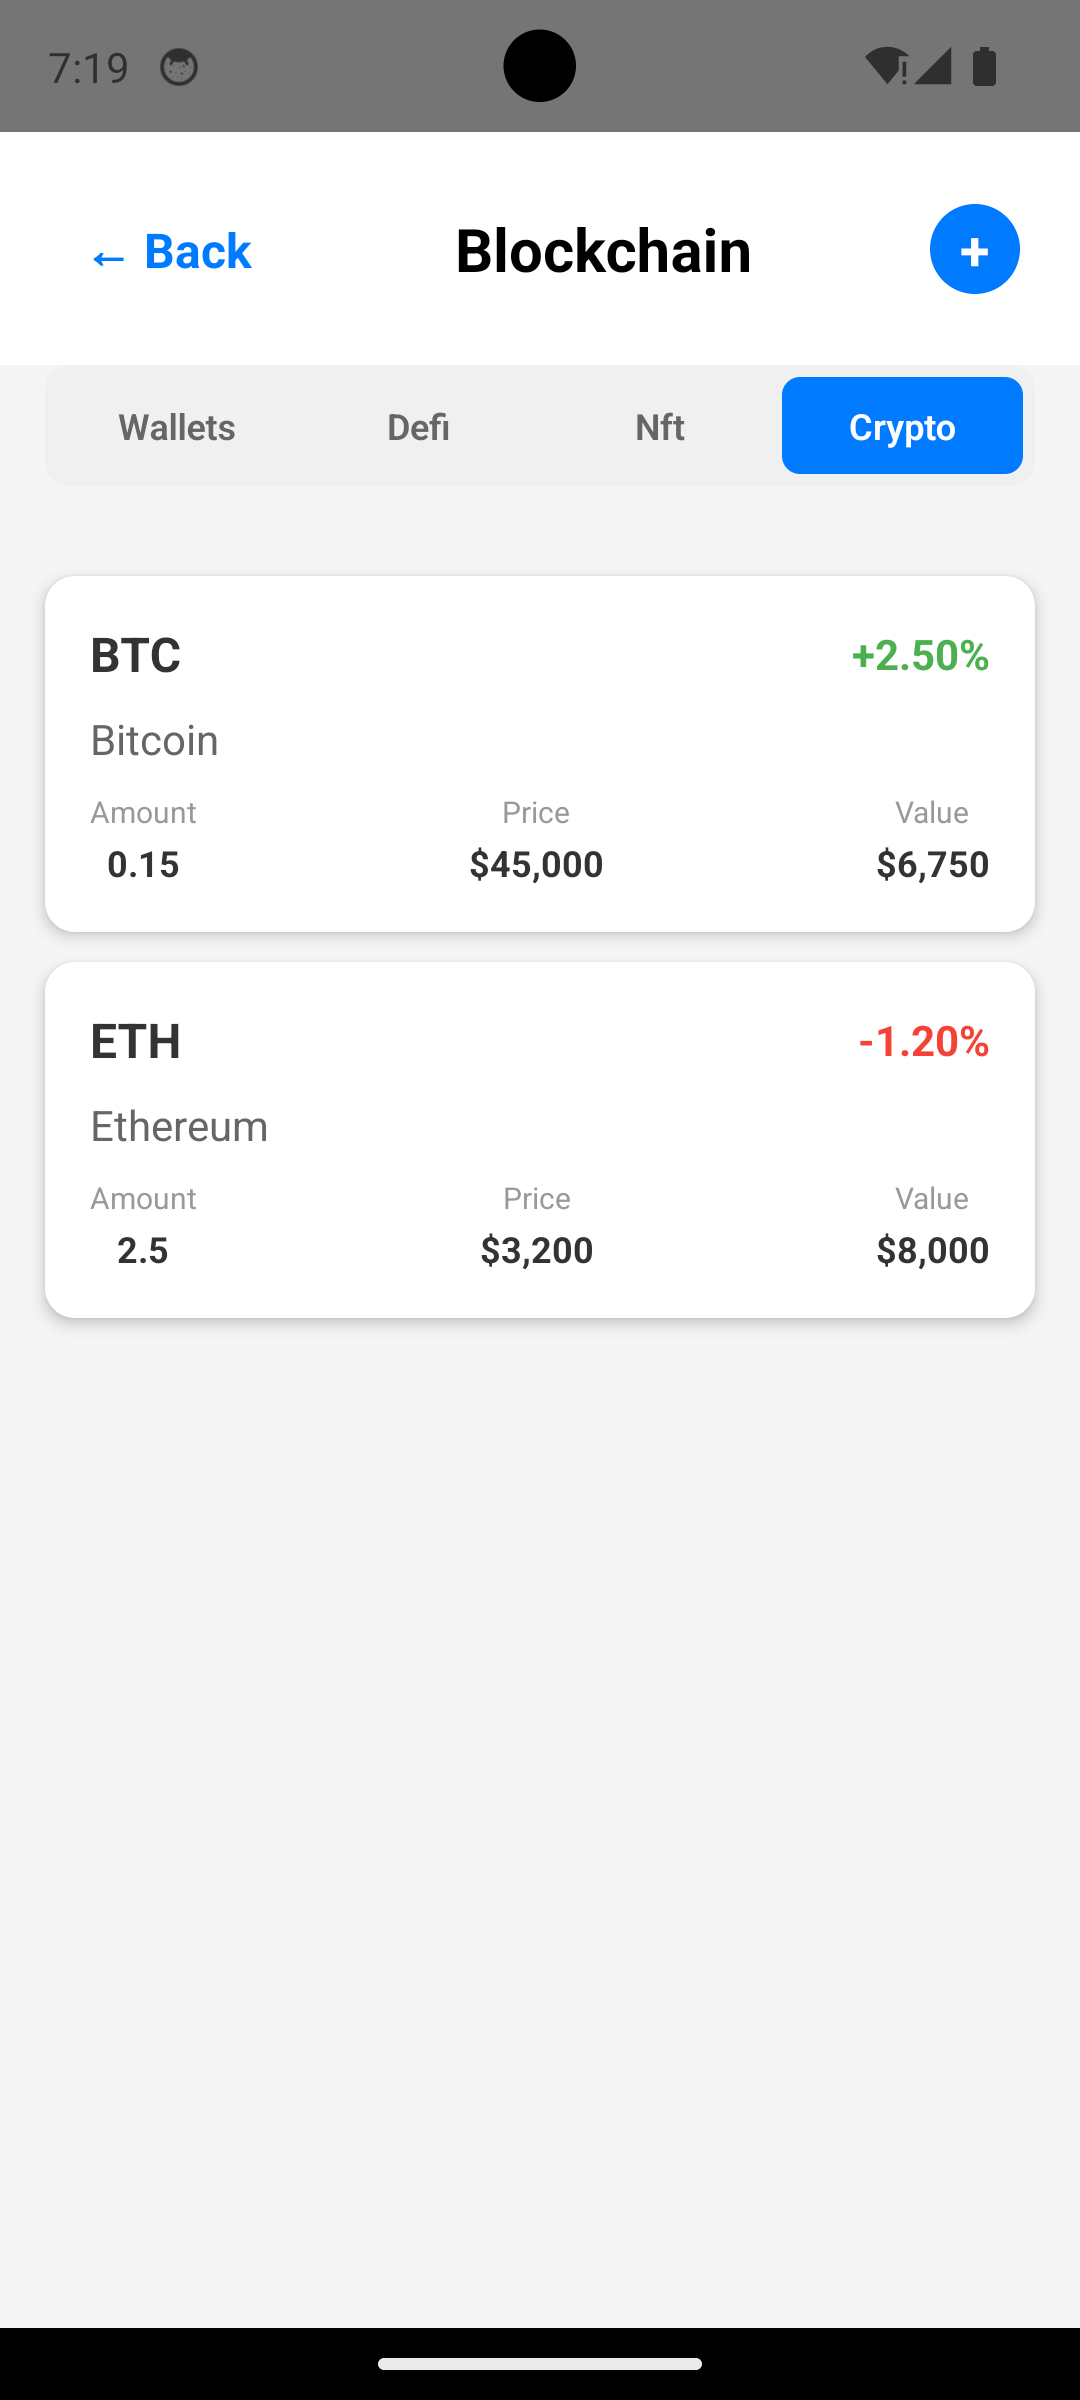 7:19
← Back
Blockchain
+
Wallets
Defi
Nft
Crypto
BTC
+2.50%
Bitcoin
Amount
Price
Value
0.15
$45,000
$6,750
ETH
-1.20%
Ethereum
Amount
Price
Value
2.5
$3,200
$8,000